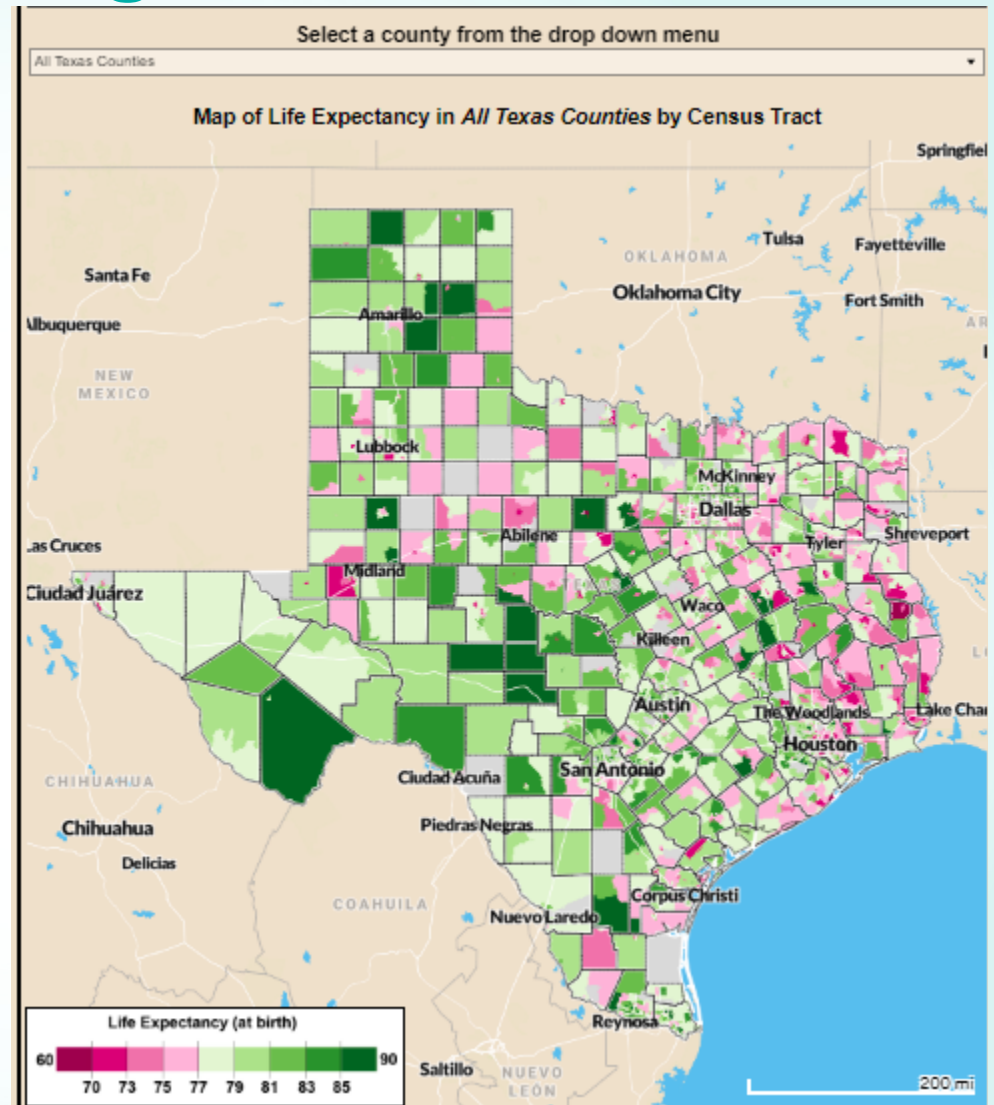 Select a county from the drop down menu
All Texas Counties
Map of Life Expectancy in All Texas Counties by Census Tract
Springfiel
Tulsa
Fayetteville
OKLAHOMA
Santa Fe
Oklahoma City
Fort Smith
Amarillo
Albuquerque
AR
NEW
MEXICO
Lubbock
McKinney
Dallas
Abilene
Shreveport
Las Cruces
Tyler
Midland
TEXAS
Ciudad Juárez
Waco
Killeen
LO
Austin
The Woodlands
Lake Char
Houston
San Antonio
CHIHUAHUA
Ciudad Acuña
Chihuahua
Piedras Negras
Delicias
Corpus Christi
COAHUILA
Nuevo Laredo
Life Expectancy (at birth)
Reynosa
60 90
70 73 75 77 79 81 83 85
Saltillo
NUEVO
LEÓN
200 mi